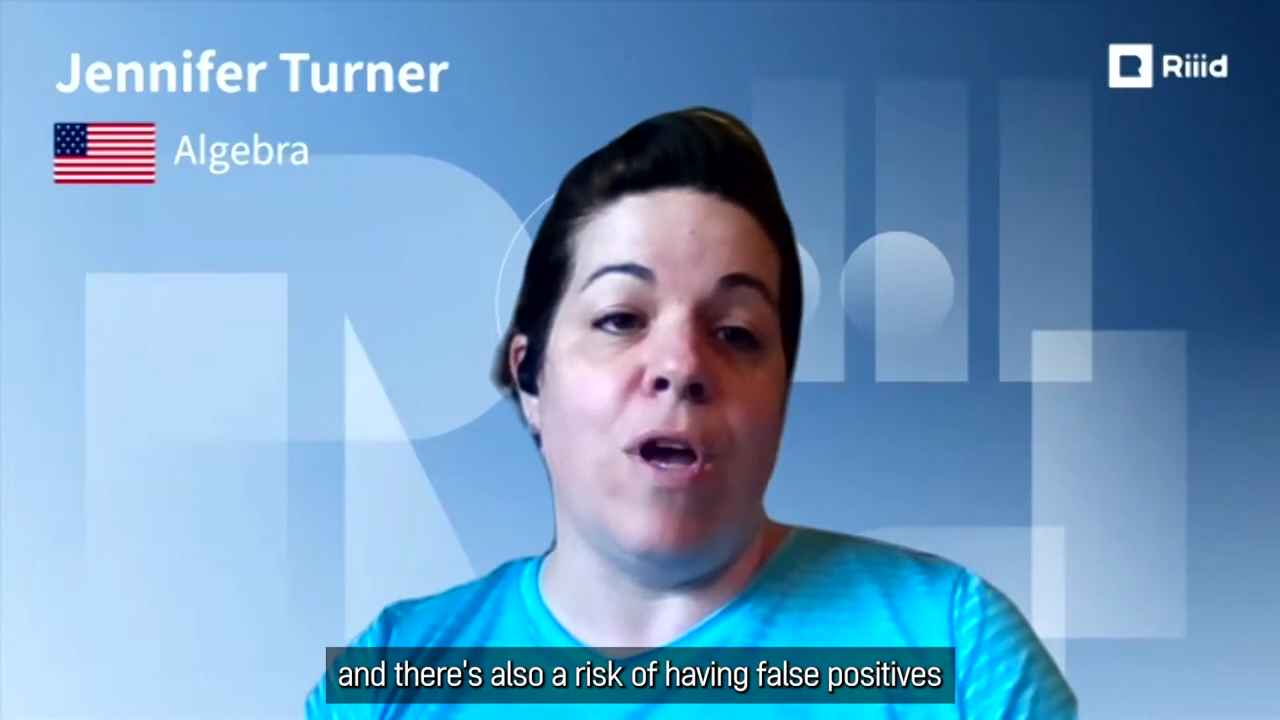 Jennifer Turner
Riiid
Algebra
and there's also a risk of having false positives